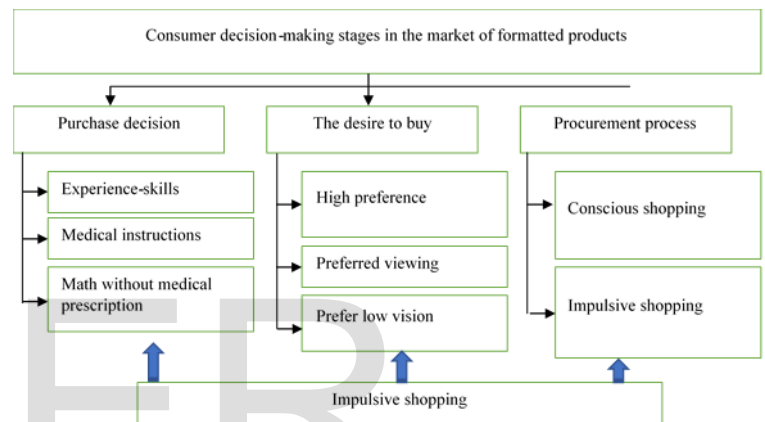 Consumer decision-making stages in the market of formatted products
Purchase decision
The desire to buy
Procurement process
Experience-skills
Medical instructions
Math without medical
prescription
High preference
Preferred viewing
Prefer low vision
Conscious shopping
Impulsive shopping
Impulsive shopping
ER